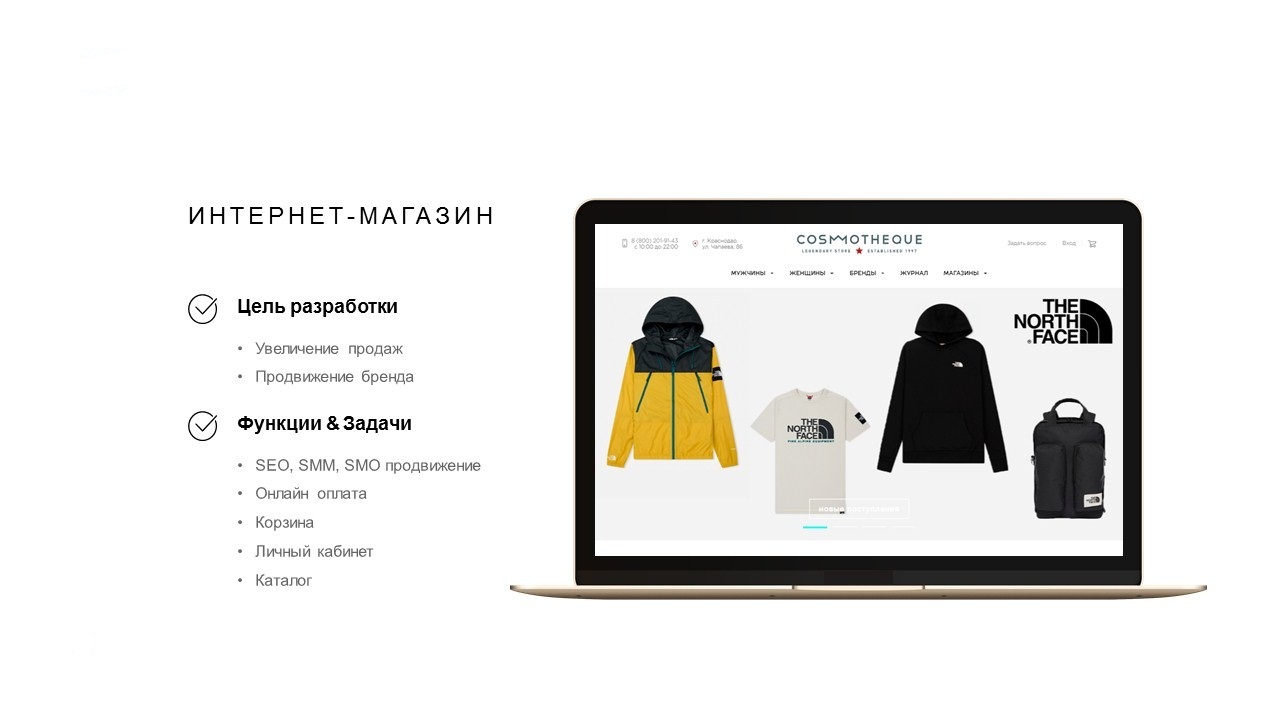 ИНТЕРНЕТ-МАГАЗИН
Цель разработки
• Увеличение продаж
• Продвижение бренда
Функции & Задачи
• SEO, SMM, SMO продвижение
• Онлайн оплата
• Корзина
• Личный кабинет
• Каталог
8 (800) 201-91-43
с 10:00 до 22:00
г. Краснодар,
ул. Чапаева, 86
COSMOTHEQUE
LEGENDARY STORE ESTABLISHED 1997
Задать вопрос
Вход
МУЖЧИНЫ ЖЕНЩИНЫ БРЕНДЫ ЖУРНАЛ МАГАЗИНЫ
THE
NORTH
FACE
THE
NORTH
FACE
новые поступления